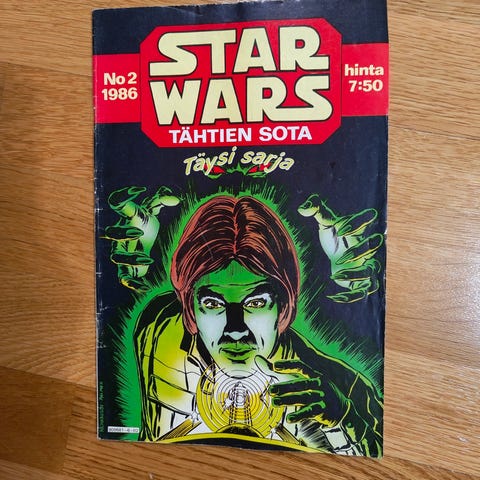 No 2
1986
STAR
WARS
TÄHTIEN SOTA
hinta
7:50
Täysi sarja